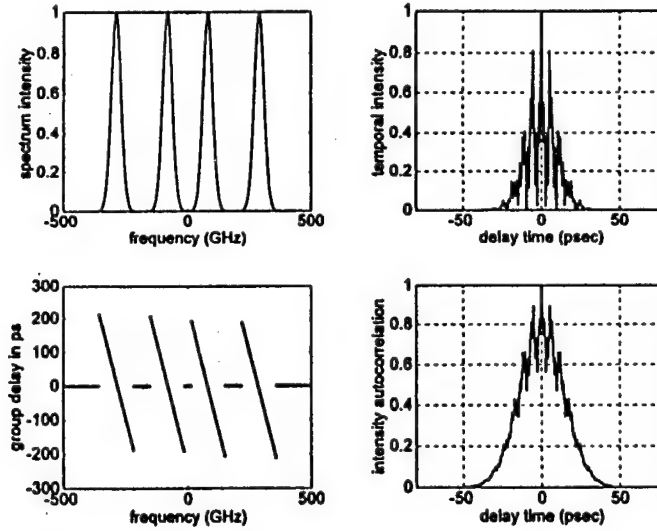 1
0.8
0.6
0.4
0.2
0
spectrum intensity
-500 0 500
frequency (GHz)
1
0.8
0.6
0.4
0.2
0
temporal intensity
-50 0 50
delay time (psec)
300
200
100
0
-100
-200
-300
group delay in ps
-500 0 500
frequency (GHz)
1
0.8
0.6
0.4
0.2
0
intensity autocorrelation
-50 0 50
delay time (psec)